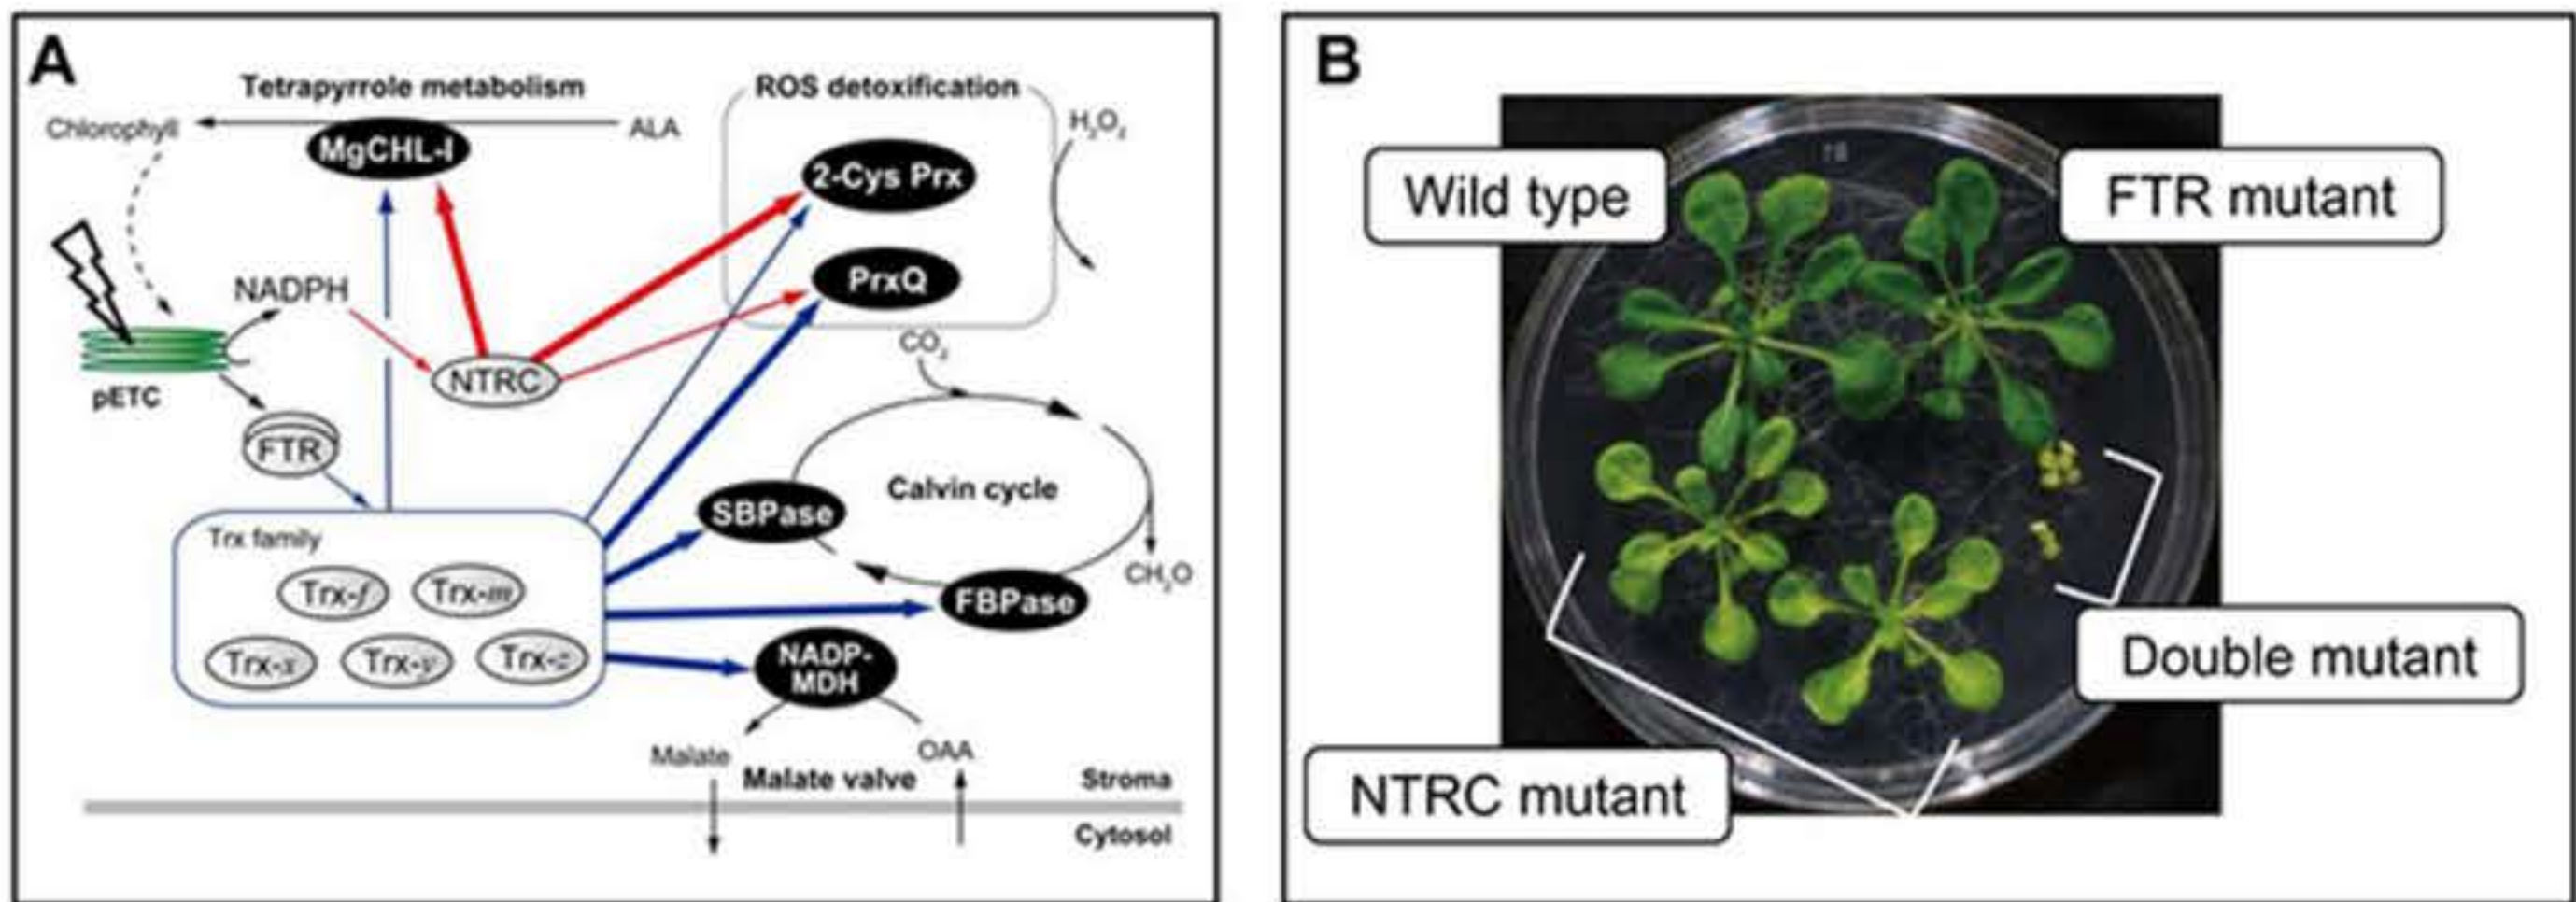 A
Tetrapyrrole metabolism
Chlorophyll
ALA
MgCHL-I
ROS detoxification
H₂O₂
2-Cys Prx
PrxQ
NADPH
NTRC
pETC
FTR
CO₂
Calvin cycle
SBPase
CH₂O
FBPase
Trx family
Trx-f
Trx-m
Trx-x
Trx-y
Trx-z
NADP-
MDH
Malate
OAA
Malate valve
Stroma
Cytosol
B
Wild type
FTR mutant
Double mutant
NTRC mutant